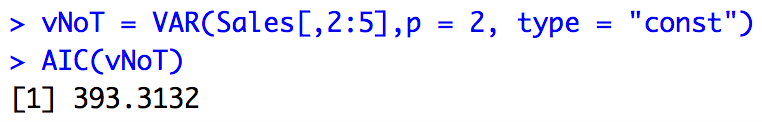 > vNoT = VAR(Sales[,2:5],p = 2, type = "const")
> AIC(vNoT)
[1] 393.3132